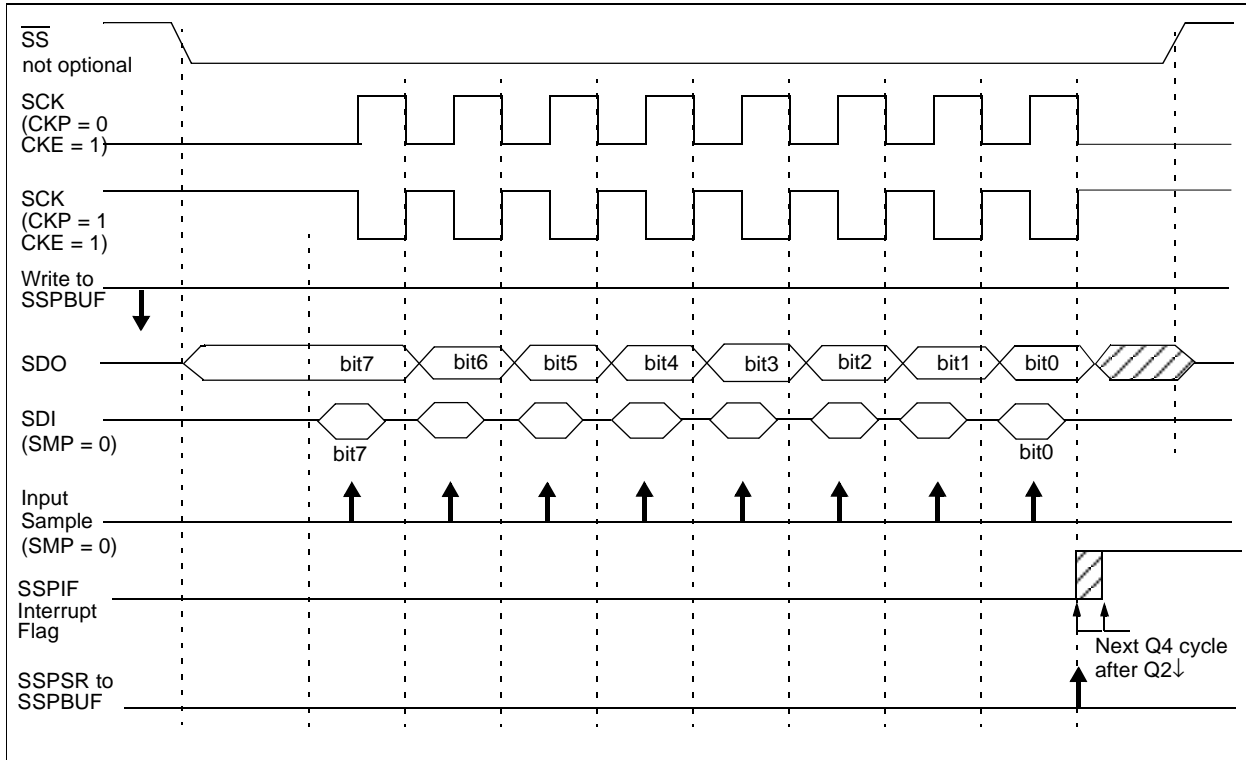 SS
not optional
SCK
(CKP = 0
CKE = 1)
SCK
(CKP = 1
CKE = 1)
Write to
SSPBUF
SDO
bit7
bit6
bit5
bit4
bit3
bit2
bit1
bit0
SDI
(SMP = 0)
bit7
bit0
Input
Sample
(SMP = 0)
SSPIF
Interrupt
Flag
Next Q4 cycle
after Q2↓
SSPSR to
SSPBUF